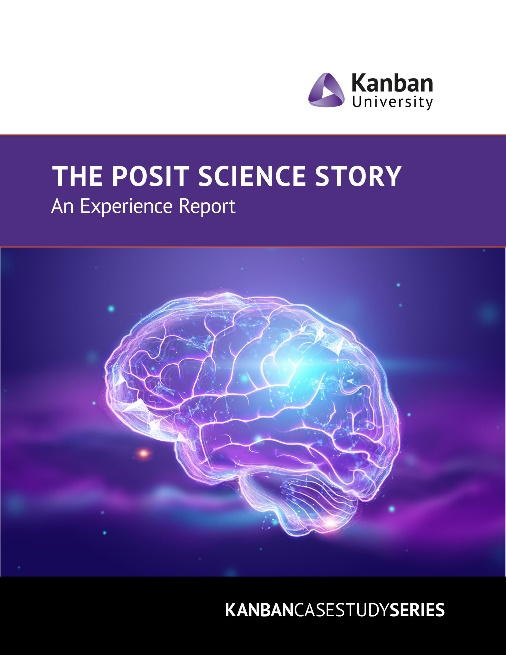 Kanban
University
THE POSIT SCIENCE STORY
An Experience Report
KANBANCASESTUDYSERIES